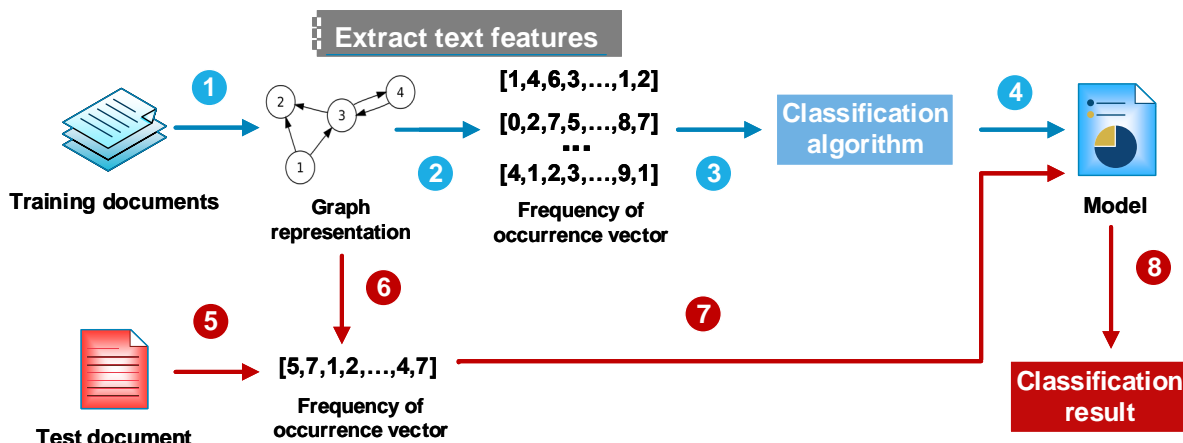 Extract text features
1
2
3
4
1
2
[1,4,6,3,...,1,2]
[0,2,7,5,...,8,7]
...
[4,1,2,3,...,9,1]
3
Classification
algorithm
4
Training documents
Graph
representation
Frequency of
occurrence vector
Model
6
8
5
7
[5,7,1,2,...,4,7]
Frequency of
occurrence vector
Test document
Classification
result